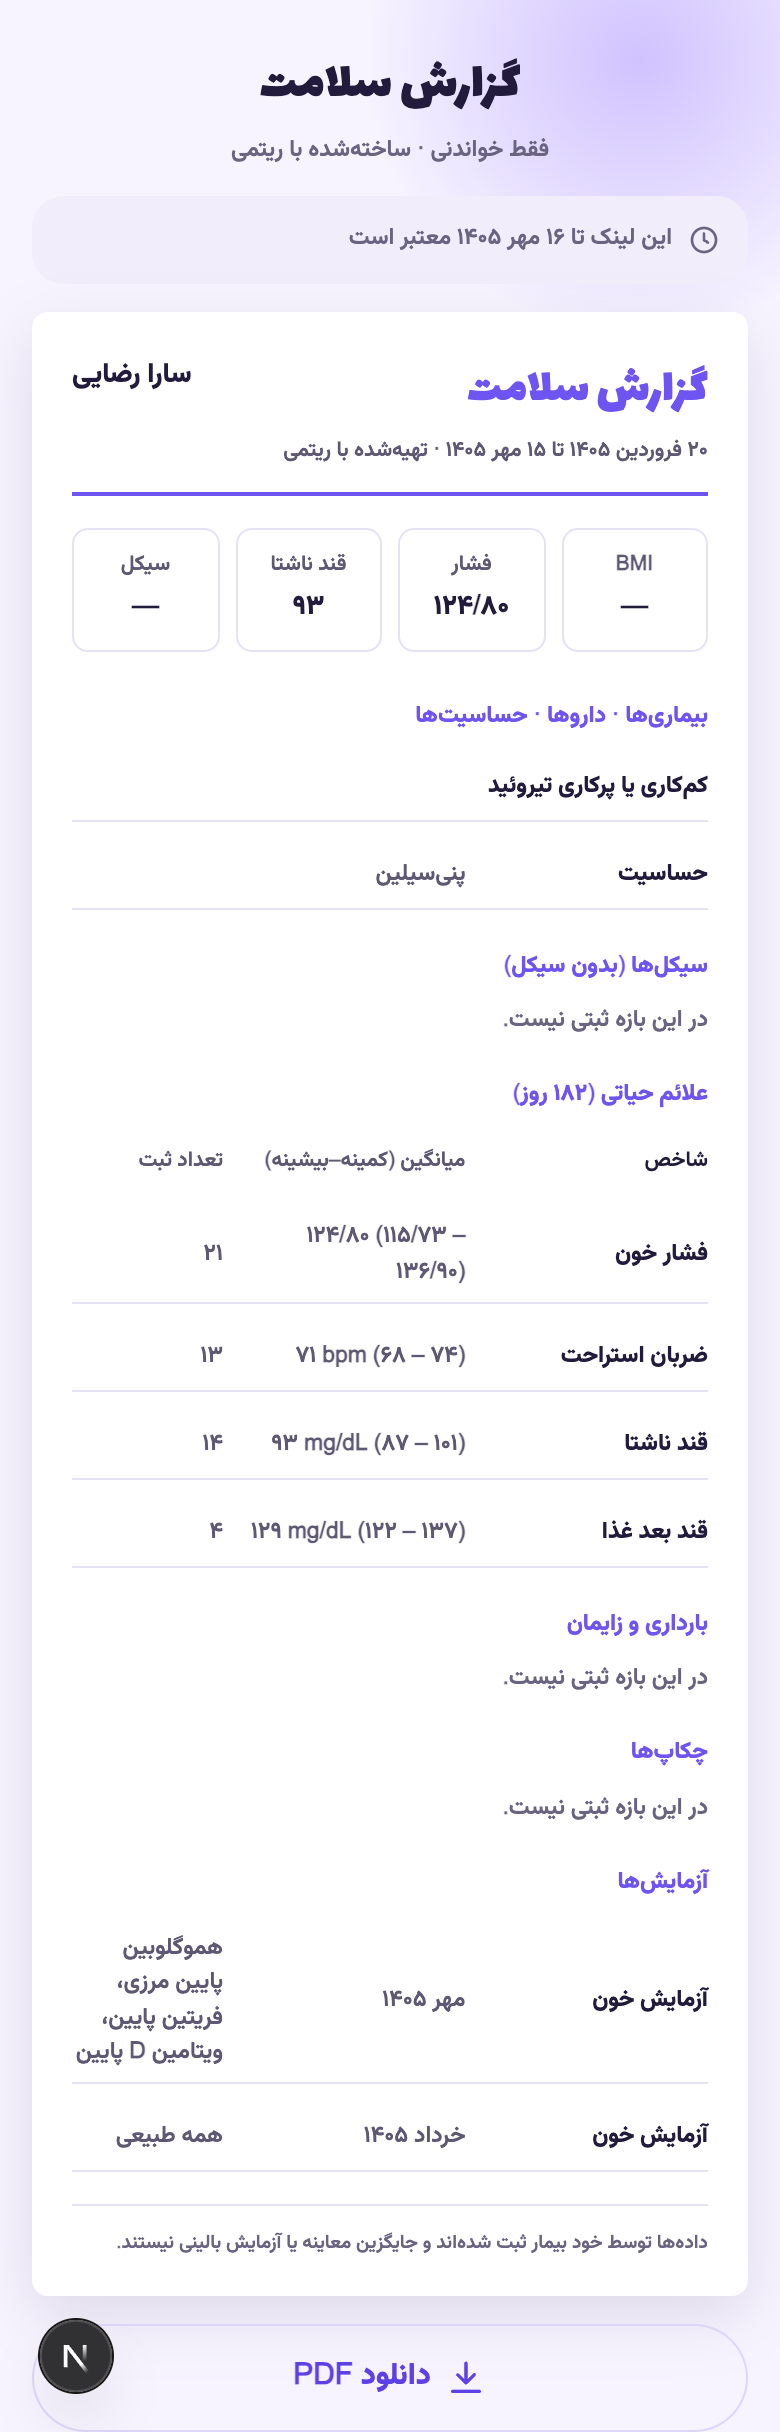 گزارش سلامت
فقط خواندنی · ساخته‌شده با ریتمی
این لینک تا ۱۶ مهر ۱۴۰۵ معتبر است
گزارش سلامت
سارا رضایی
۲۰ فروردین ۱۴۰۵ تا ۱۵ مهر ۱۴۰۵ · تهیه‌شده با ریتمی
BMI
—
فشار
۱۲۴/۸۰
قند ناشتا
۹۳
سیکل
—
بیماری‌ها · داروها · حساسیت‌ها
کم‌کاری یا پرکاری تیروئید
حساسیت پنی‌سیلین
سیکل‌ها (بدون سیکل)
در این بازه ثبتی نیست.
علائم حیاتی (۱۸۲ روز)
شاخص میانگین (کمینه–بیشینه) تعداد ثبت
فشار خون
۱۲۴/۸۰ (۱۱۵/۷۳ –
۱۳۶/۹۰)
۲۱
ضربان استراحت ۷۱ bpm (۶۸ – ۷۴) ۱۳
قند ناشتا ۹۳ mg/dL (۸۷ – ۱۰۱) ۱۴
قند بعد غذا ۱۲۹ mg/dL (۱۲۲ – ۱۳۷) ۴
بارداری و زایمان
در این بازه ثبتی نیست.
چکاپ‌ها
در این بازه ثبتی نیست.
آزمایش‌ها
آزمایش خون
مهر ۱۴۰۵
هموگلوبین
پایین مرزی،
فریتین پایین،
ویتامین D پایین
آزمایش خون خرداد ۱۴۰۵ همه طبیعی
داده‌ها توسط خود بیمار ثبت شده‌اند و جایگزین معاینه یا آزمایش بالینی نیستند.
دانلود PDF
N